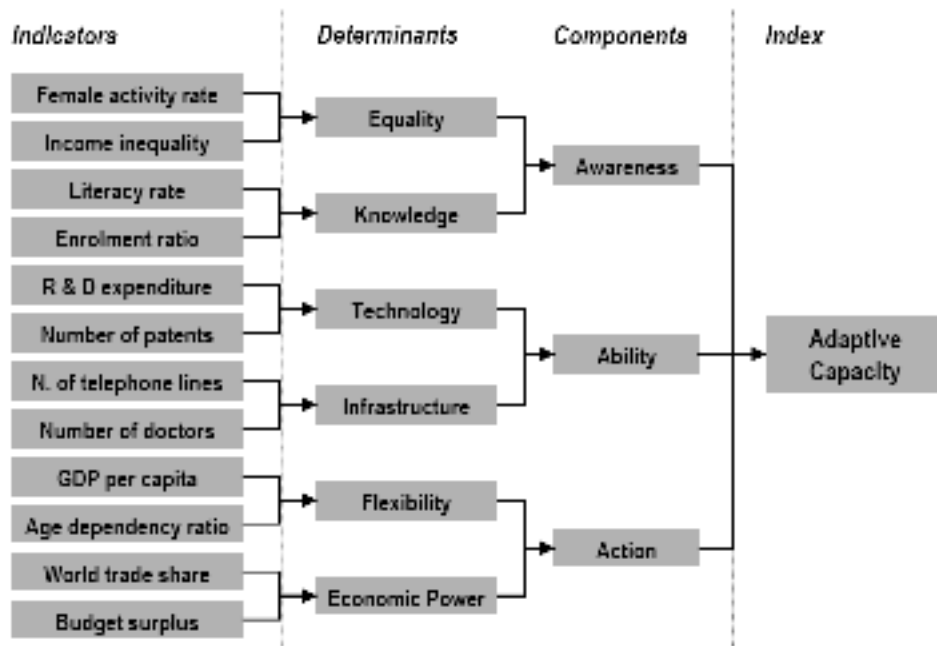 Indicators
Determinants
Components
Index
Female activity rate
Income inequality
Literacy rate
Enrolment ratio
R & D expenditure
Number of patents
N. of telephone lines
Number of doctors
GDP per capita
Age dependency ratio
World trade share
Budget surplus
Equality
Knowledge
Technology
Infrastructure
Flexibility
Economic Power
Awareness
Ability
Action
Adaptive
Capacity